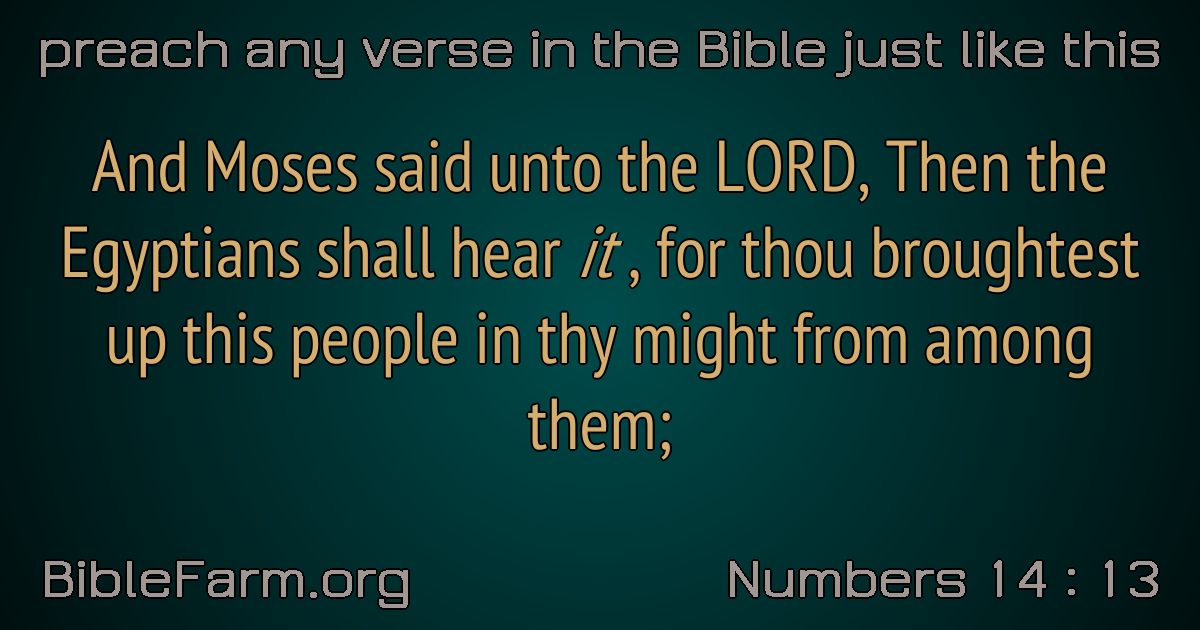 preach any verse in the Bible just like this
And Moses said unto the LORD, Then the
Egyptians shall hear it , for thou broughtest
up this people in thy might from among
them;
BibleFarm.org
Numbers 14 : 13